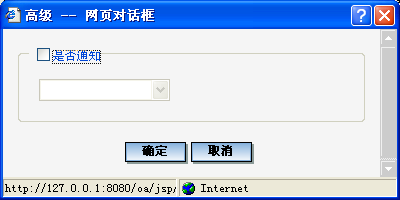 高级 -- 网页对话框
是否通知
确定 取消
http://127.0.0.1:8080/oa/jsp/ Internet